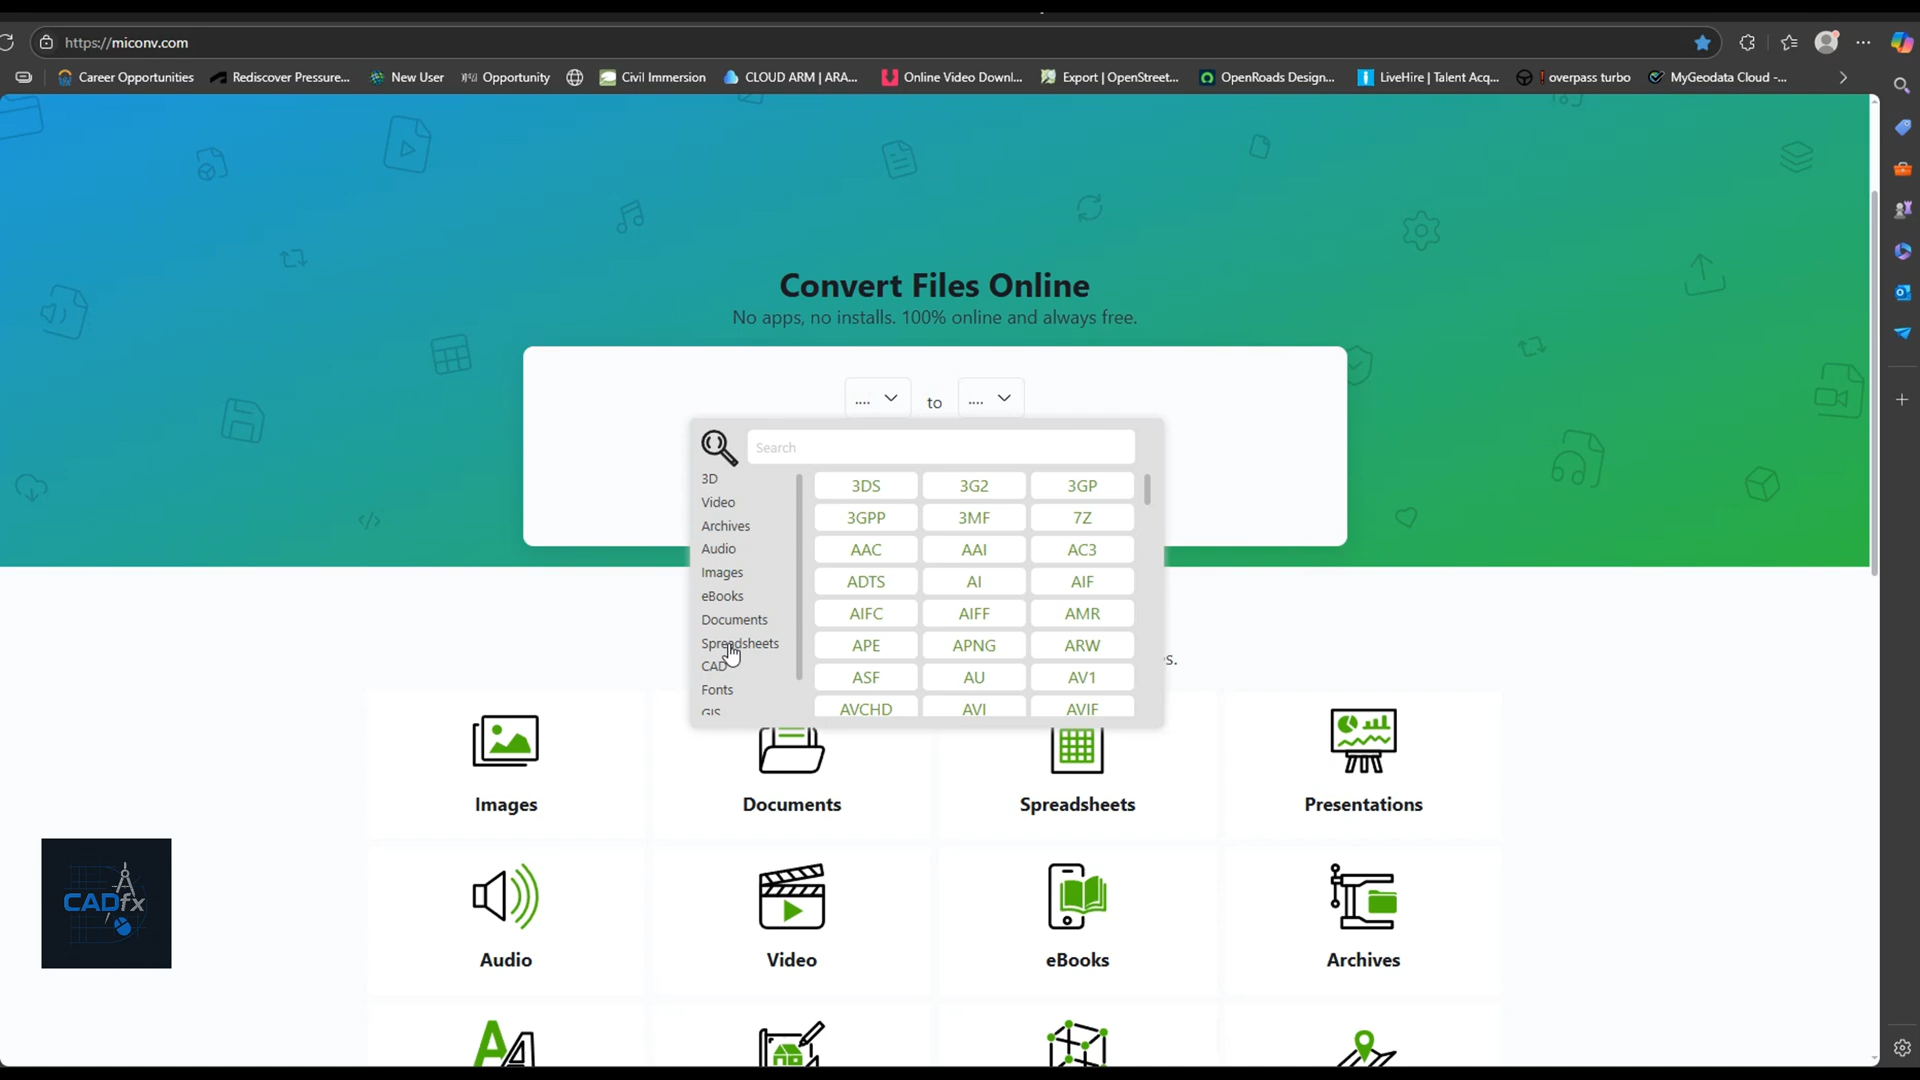 https://miconv.com
Career Opportunities
Rediscover Pressure...
New User
Opportunity
Civil Immersion
CLOUD ARM | ARA...
Online Video Downl...
Export | OpenStreet...
OpenRoads Design...
LiveHire | Talent Acq...
overpass turbo
MyGeodata Cloud -...
Convert Files Online
No apps, no installs. 100% online and always free.
.... to ....
Search
3D
Video
Archives
Audio
Images
eBooks
Documents
Spreadsheets
CAD
Fonts
GIS
3DS 3G2 3GP
3GPP 3MF 7Z
AAC AAI AC3
ADTS AI AIF
AIFC AIFF AMR
APE APNG ARW
ASF AU AV1
AVCHD AVI AVIF
s.
Images
Documents
Spreadsheets
Presentations
CADfx
Audio
Video
eBooks
Archives